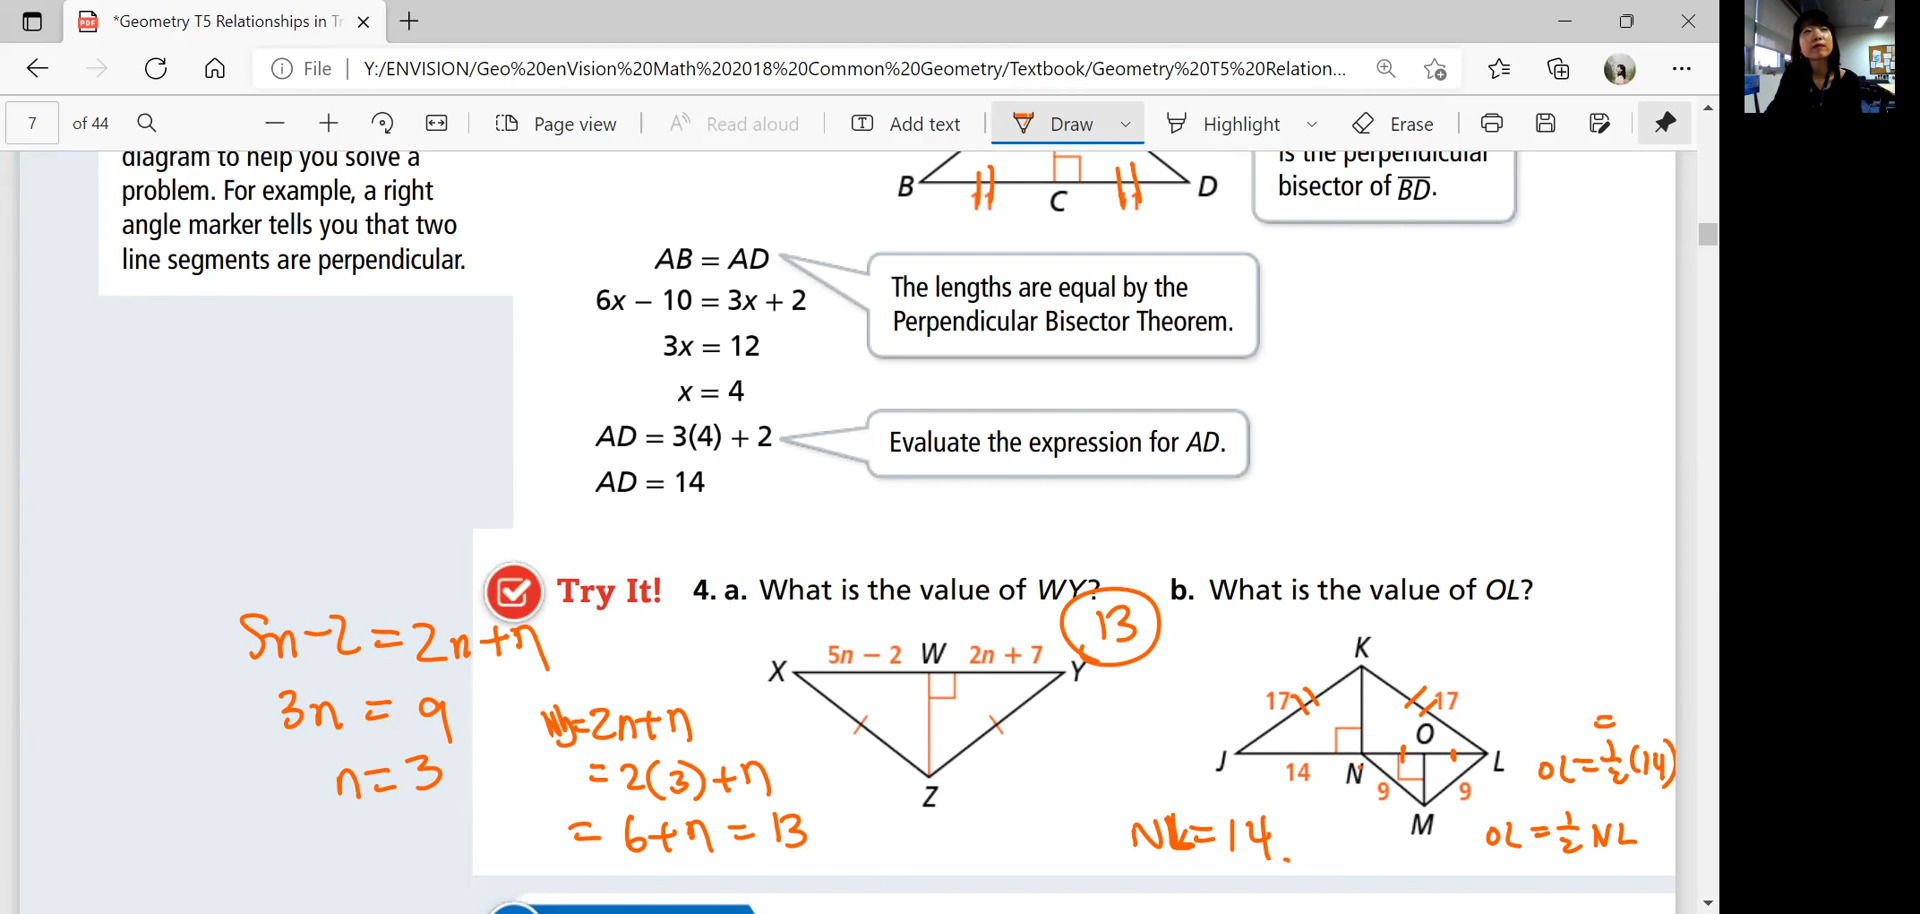 *Geometry T5 Relationships in Tr
File
Y:/ENVISION/Geo%20enVision%20Math%202018%20Common%20Geometry/Textbook/Geometry%20T5%20Relation...
7 of 44
Page view
Read aloud
Add text
Draw
Highlight
Erase
diagram to help you solve a
problem. For example, a right
angle marker tells you that two
line segments are perpendicular.
B
C
D
is the perpendicular
bisector of BD.
AB = AD
6x − 10 = 3x + 2
3x = 12
x = 4
AD = 3(4) + 2
AD = 14
The lengths are equal by the
Perpendicular Bisector Theorem.
Evaluate the expression for AD.
Try It!
4. a. What is the value of WY?
13
b. What is the value of OL?
5n-2=2n+7
3n = 9
n=3
Wy=2n+7
= 2(3)+7
= 6+7 = 13
X
5n − 2
W
2n + 7
Y
Z
K
17
17
J
14
N
O
L
9
9
M
=
OL=1/2(14)
NL=14.
OL=1/2 NL